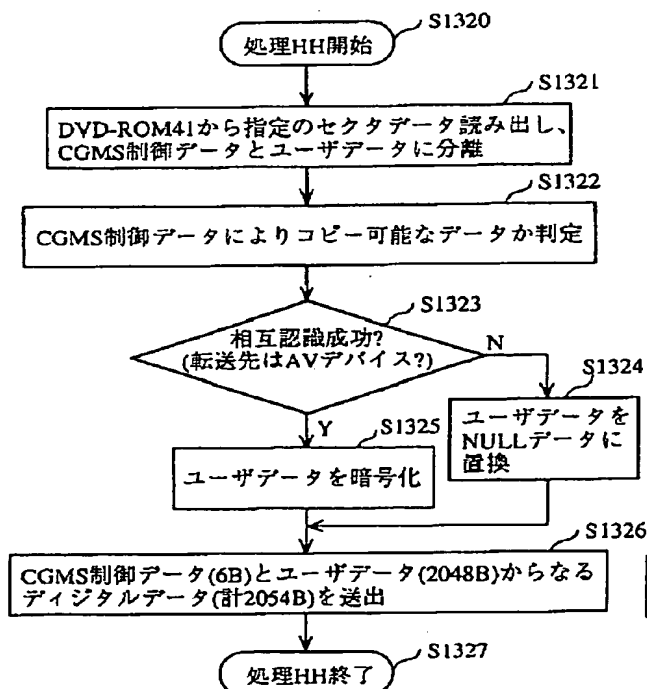 S1320
処理HH開始
S1321
DVD-ROM41から指定のセクタデータ読み出し、
CGMS制御データとユーザデータに分離
S1322
CGMS制御データによりコピー可能なデータか判定
S1323
相互認識成功?
(転送先はAVデバイス?)
N
S1324
ユーザデータを
NULLデータに
置換
Y
S1325
ユーザデータを暗号化
S1326
CGMS制御データ(6B)とユーザデータ(2048B)からなる
ディジタルデータ(計2054B)を送出
S1327
処理HH終了